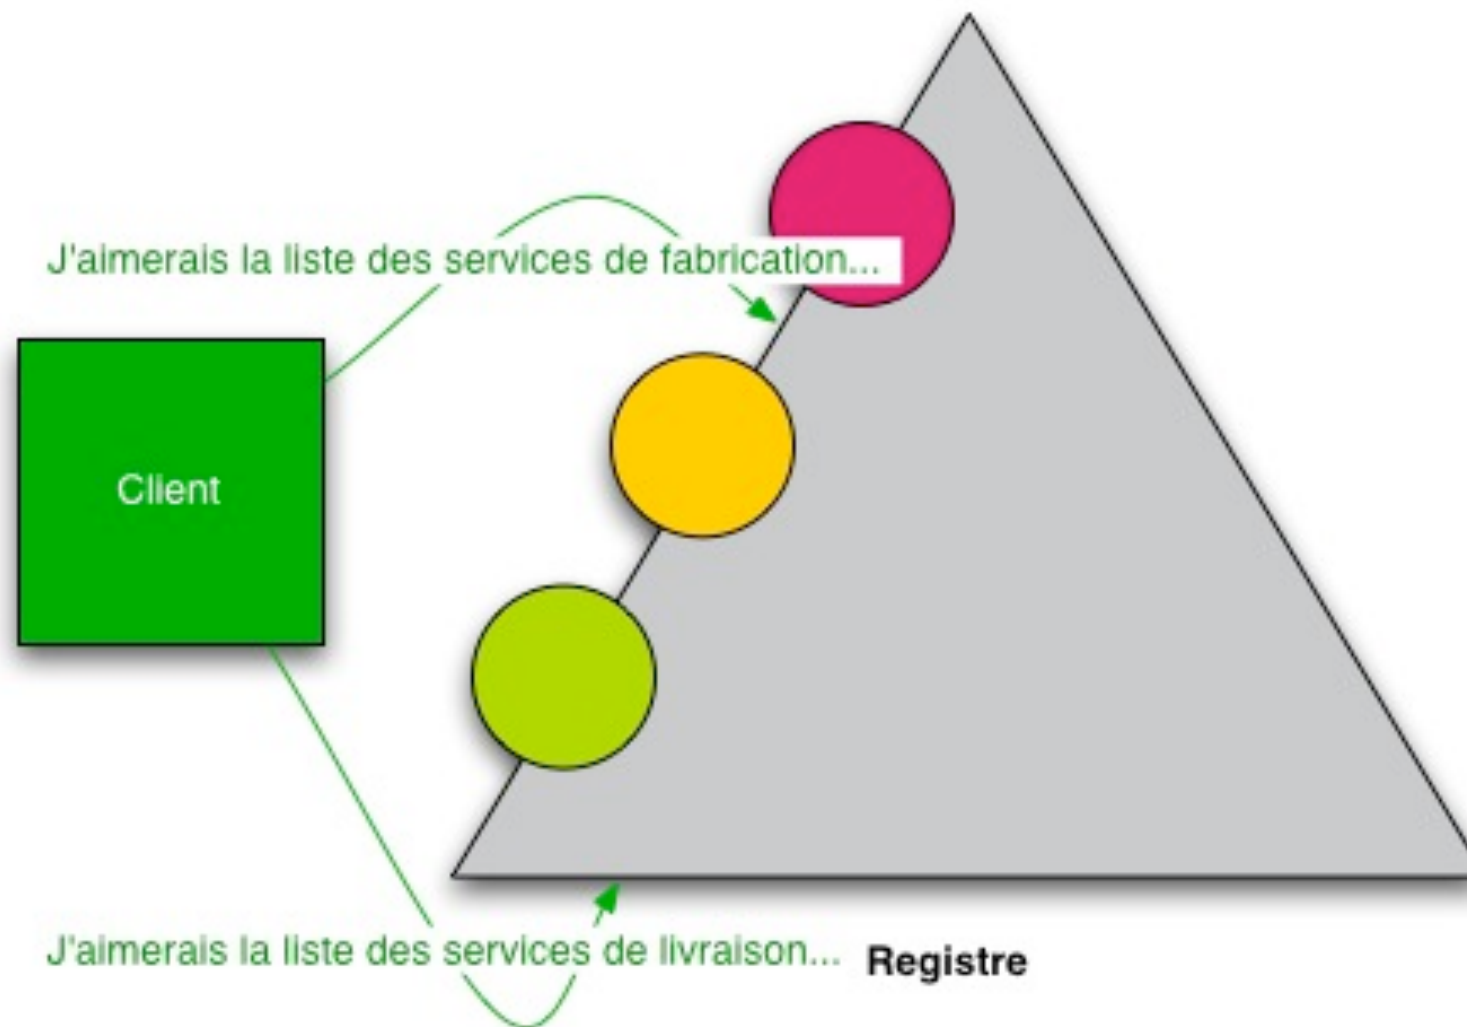 J'aimerais la liste des services de fabrication...
Client
J'aimerais la liste des services de livraison...
Registre